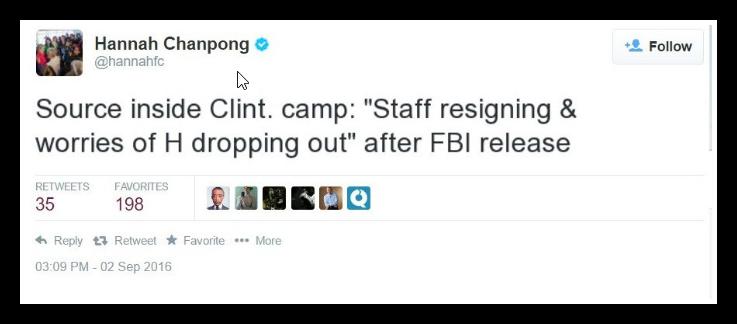 Hannah Chanpong
@hannahfc
Follow
Source inside Clint. camp: "Staff resigning &
worries of H dropping out" after FBI release
RETWEETS FAVORITES
35 198
Reply Retweet Favorite More
03:09 PM - 02 Sep 2016